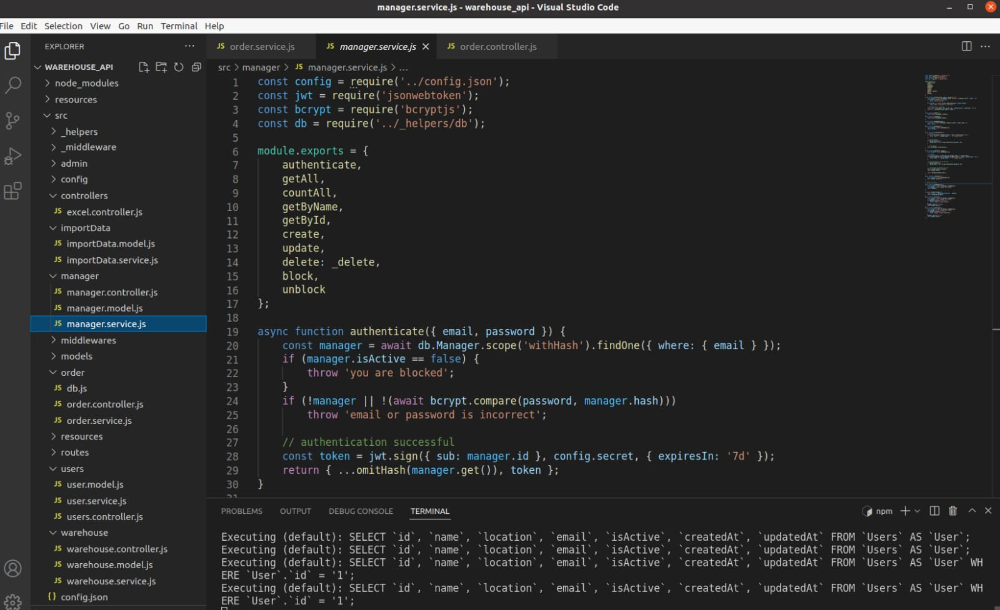 manager.service.js - warehouse_api - Visual Studio Code
File Edit Selection View Go Run Terminal Help
EXPLORER
WAREHOUSE_API
node_modules
resources
src
_helpers
_middleware
admin
config
controllers
JS excel.controller.js
importData
JS importData.model.js
JS importData.service.js
manager
JS manager.controller.js
JS manager.model.js
JS manager.service.js
middlewares
models
order
JS db.js
JS order.controller.js
JS order.service.js
resources
routes
users
JS user.model.js
JS user.service.js
JS users.controller.js
warehouse
JS warehouse.controller.js
JS warehouse.model.js
JS warehouse.service.js
{} config.json
JS order.service.js JS manager.service.js JS order.controller.js
src > manager > JS manager.service.js > ...
1 const config = require('../config.json');
2 const jwt = require('jsonwebtoken');
3 const bcrypt = require('bcryptjs');
4 const db = require('../_helpers/db');
5
6 module.exports = {
7 authenticate,
8 getAll,
9 countAll,
10 getByName,
11 getById,
12 create,
13 update,
14 delete: _delete,
15 block,
16 unblock
17 };
18
19 async function authenticate({ email, password }) {
20 const manager = await db.Manager.scope('withHash').findOne({ where: { email } });
21 if (manager.isActive == false) {
22 throw 'you are blocked';
23 }
24 if (!manager || !(await bcrypt.compare(password, manager.hash)))
25 throw 'email or password is incorrect';
26
27 // authentication successful
28 const token = jwt.sign({ sub: manager.id }, config.secret, { expiresIn: '7d' });
29 return { ...omitHash(manager.get()), token };
30 }
31
PROBLEMS OUTPUT DEBUG CONSOLE TERMINAL npm
Executing (default): SELECT `id`, `name`, `location`, `email`, `isActive`, `createdAt`, `updatedAt` FROM `Users` AS `User`;
Executing (default): SELECT `id`, `name`, `location`, `email`, `isActive`, `createdAt`, `updatedAt` FROM `Users` AS `User`;
Executing (default): SELECT `id`, `name`, `location`, `email`, `isActive`, `createdAt`, `updatedAt` FROM `Users` AS `User` WH
ERE `User`.`id` = '1';
Executing (default): SELECT `id`, `name`, `location`, `email`, `isActive`, `createdAt`, `updatedAt` FROM `Users` AS `User` WH
ERE `User`.`id` = '1';